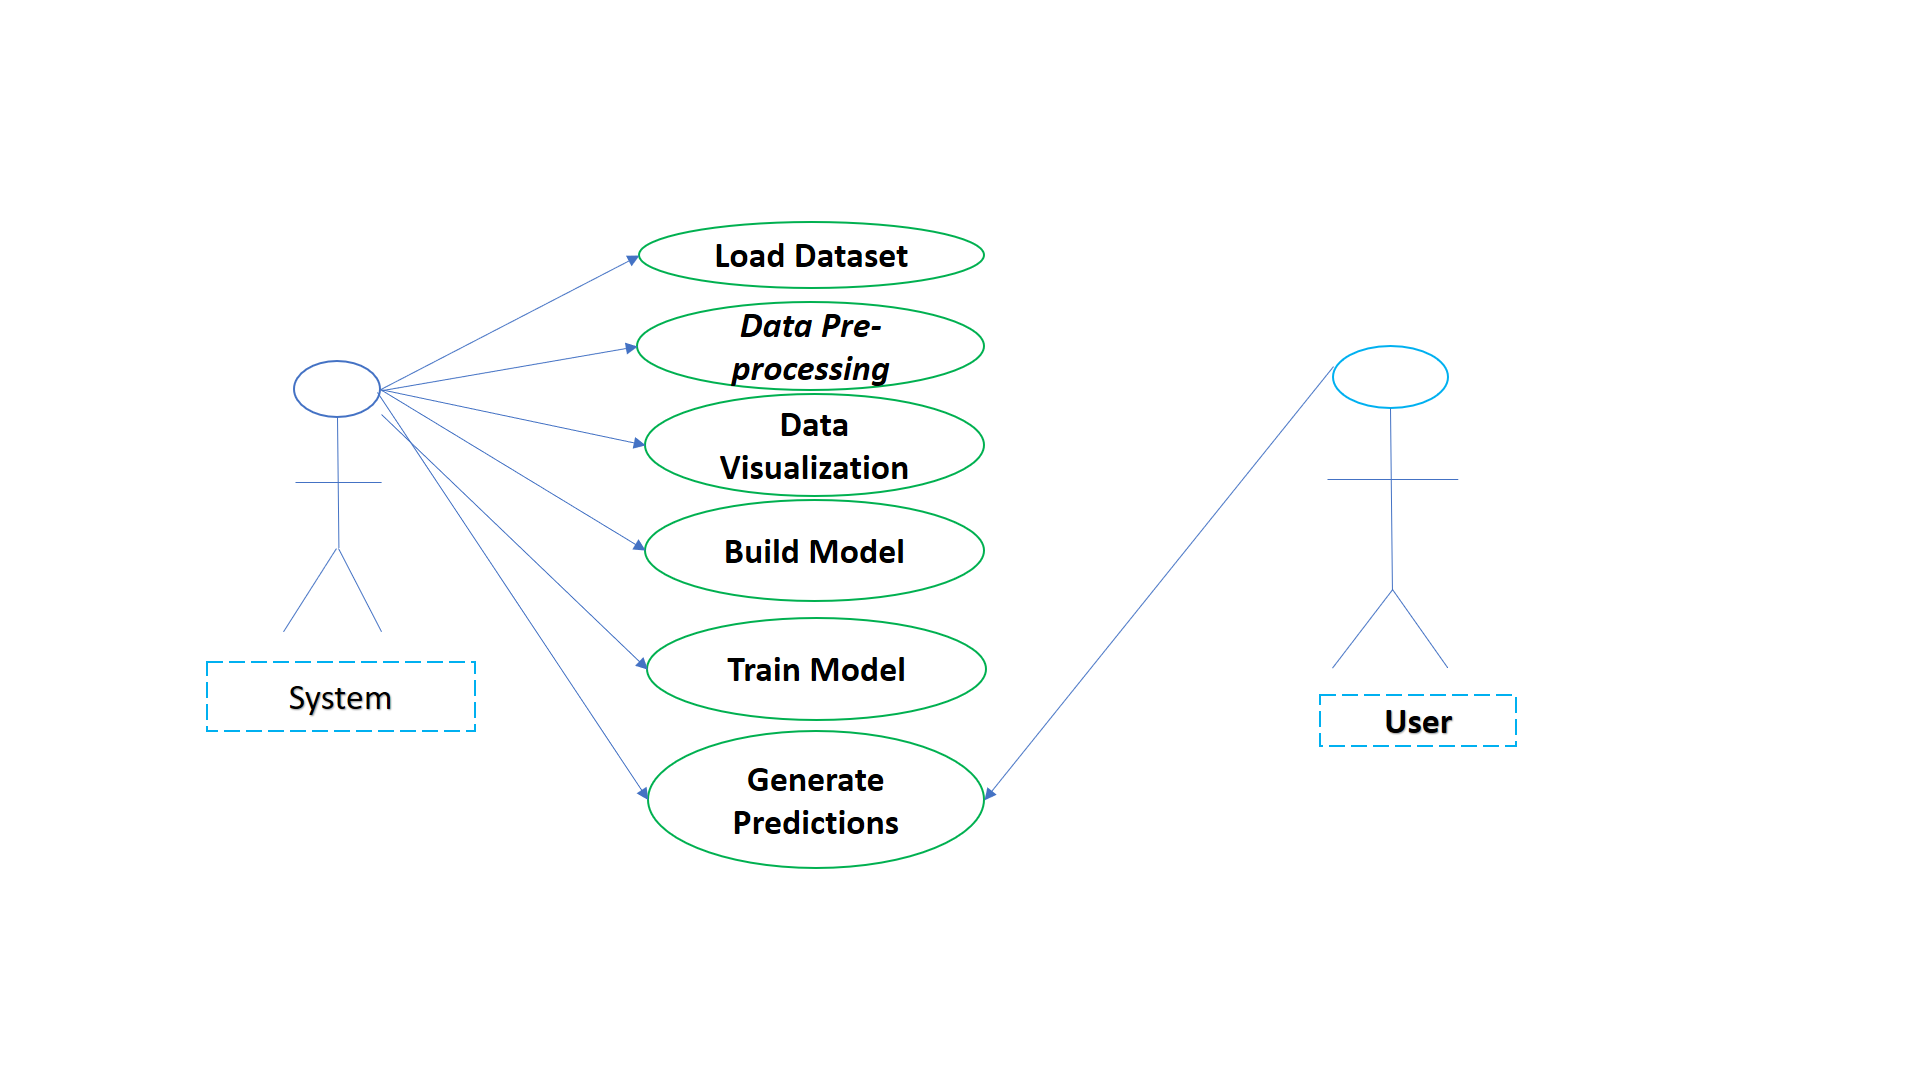 Load Dataset
Data Pre-
processing
Data
Visualization
Build Model
Train Model
Generate
Predictions
System
User